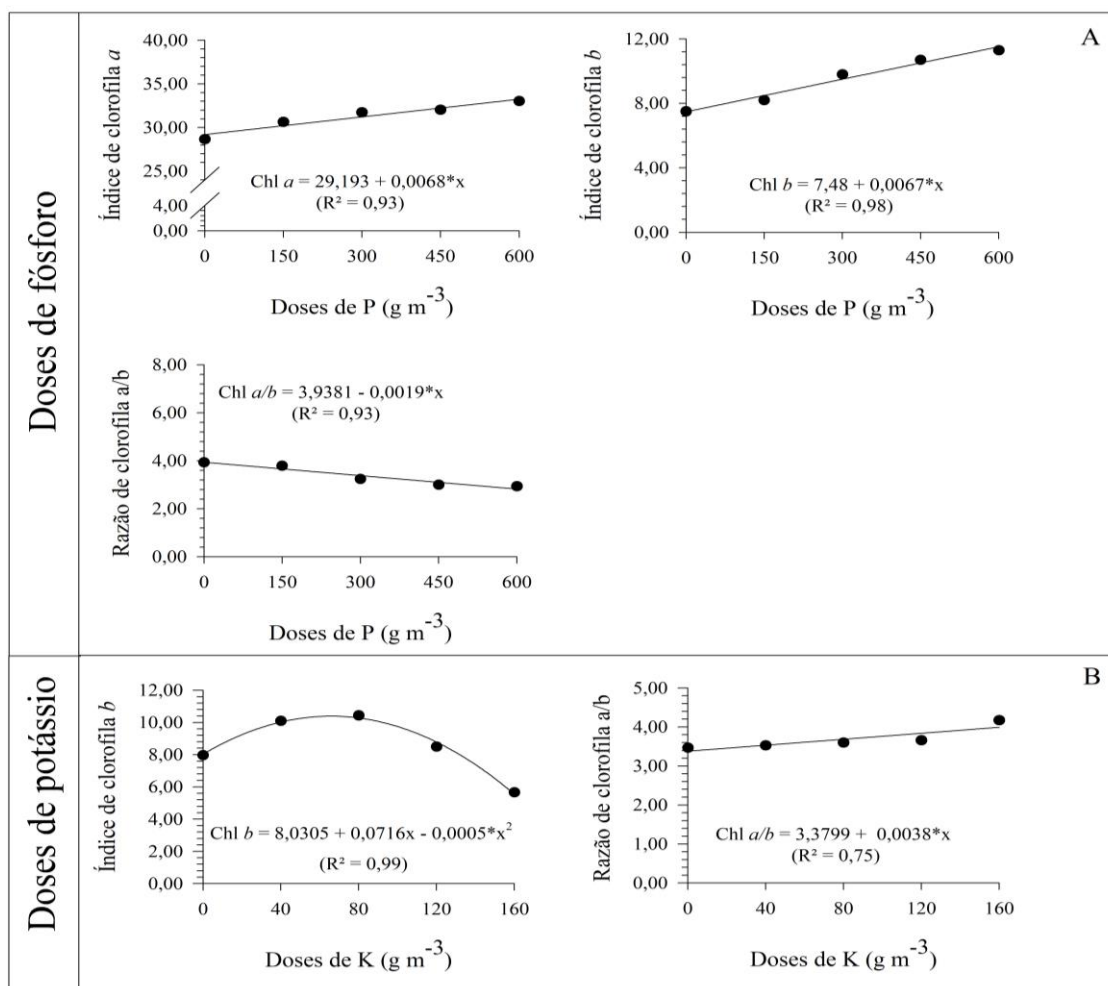 Doses de fósforo
A
Índice de clorofila a
40,00
35,00
30,00
25,00
4,00
0,00
Chl a = 29,193 + 0,0068*x
(R² = 0,93)
0 150 300 450 600
Doses de P (g m⁻³)
Índice de clorofila b
12,00
8,00
4,00
0,00
Chl b = 7,48 + 0,0067*x
(R² = 0,98)
0 150 300 450 600
Doses de P (g m⁻³)
Razão de clorofila a/b
8,00
6,00
4,00
2,00
0,00
Chl a/b = 3,9381 - 0,0019*x
(R² = 0,93)
0 150 300 450 600
Doses de P (g m⁻³)
Doses de potássio
B
Índice de clorofila b
12,00
10,00
8,00
6,00
4,00
2,00
0,00
Chl b = 8,0305 + 0,0716x - 0,0005*x²
(R² = 0,99)
0 40 80 120 160
Doses de K (g m⁻³)
Razão de clorofila a/b
5,00
4,00
3,00
2,00
1,00
0,00
Chl a/b = 3,3799 + 0,0038*x
(R² = 0,75)
0 40 80 120 160
Doses de K (g m⁻³)